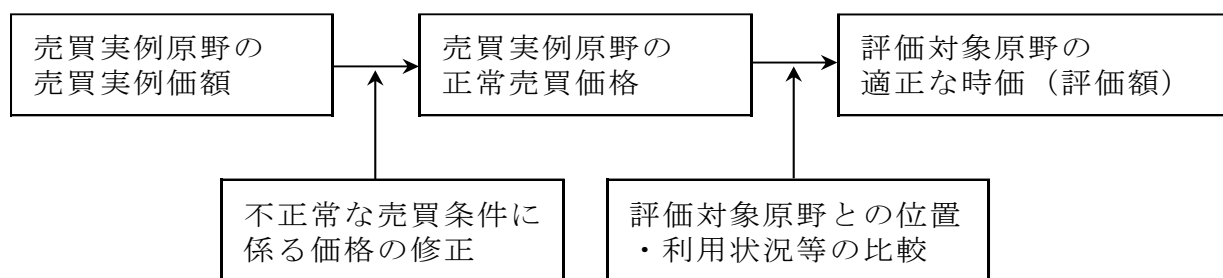 売買実例原野の
売買実例価額
売買実例原野の
正常売買価格
評価対象原野の
適正な時価（評価額）
不正常な売買条件に
係る価格の修正
評価対象原野との位置
・利用状況等の比較